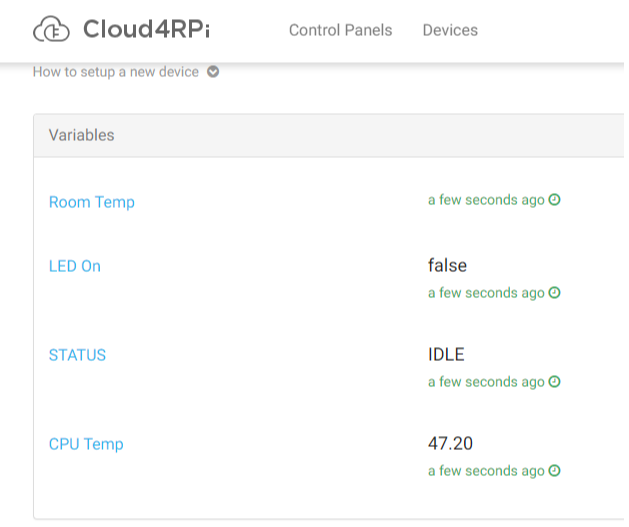 Cloud4RPi Control Panels Devices
How to setup a new device
Variables
Room Temp a few seconds ago
LED On false
a few seconds ago
STATUS IDLE
a few seconds ago
CPU Temp 47.20
a few seconds ago